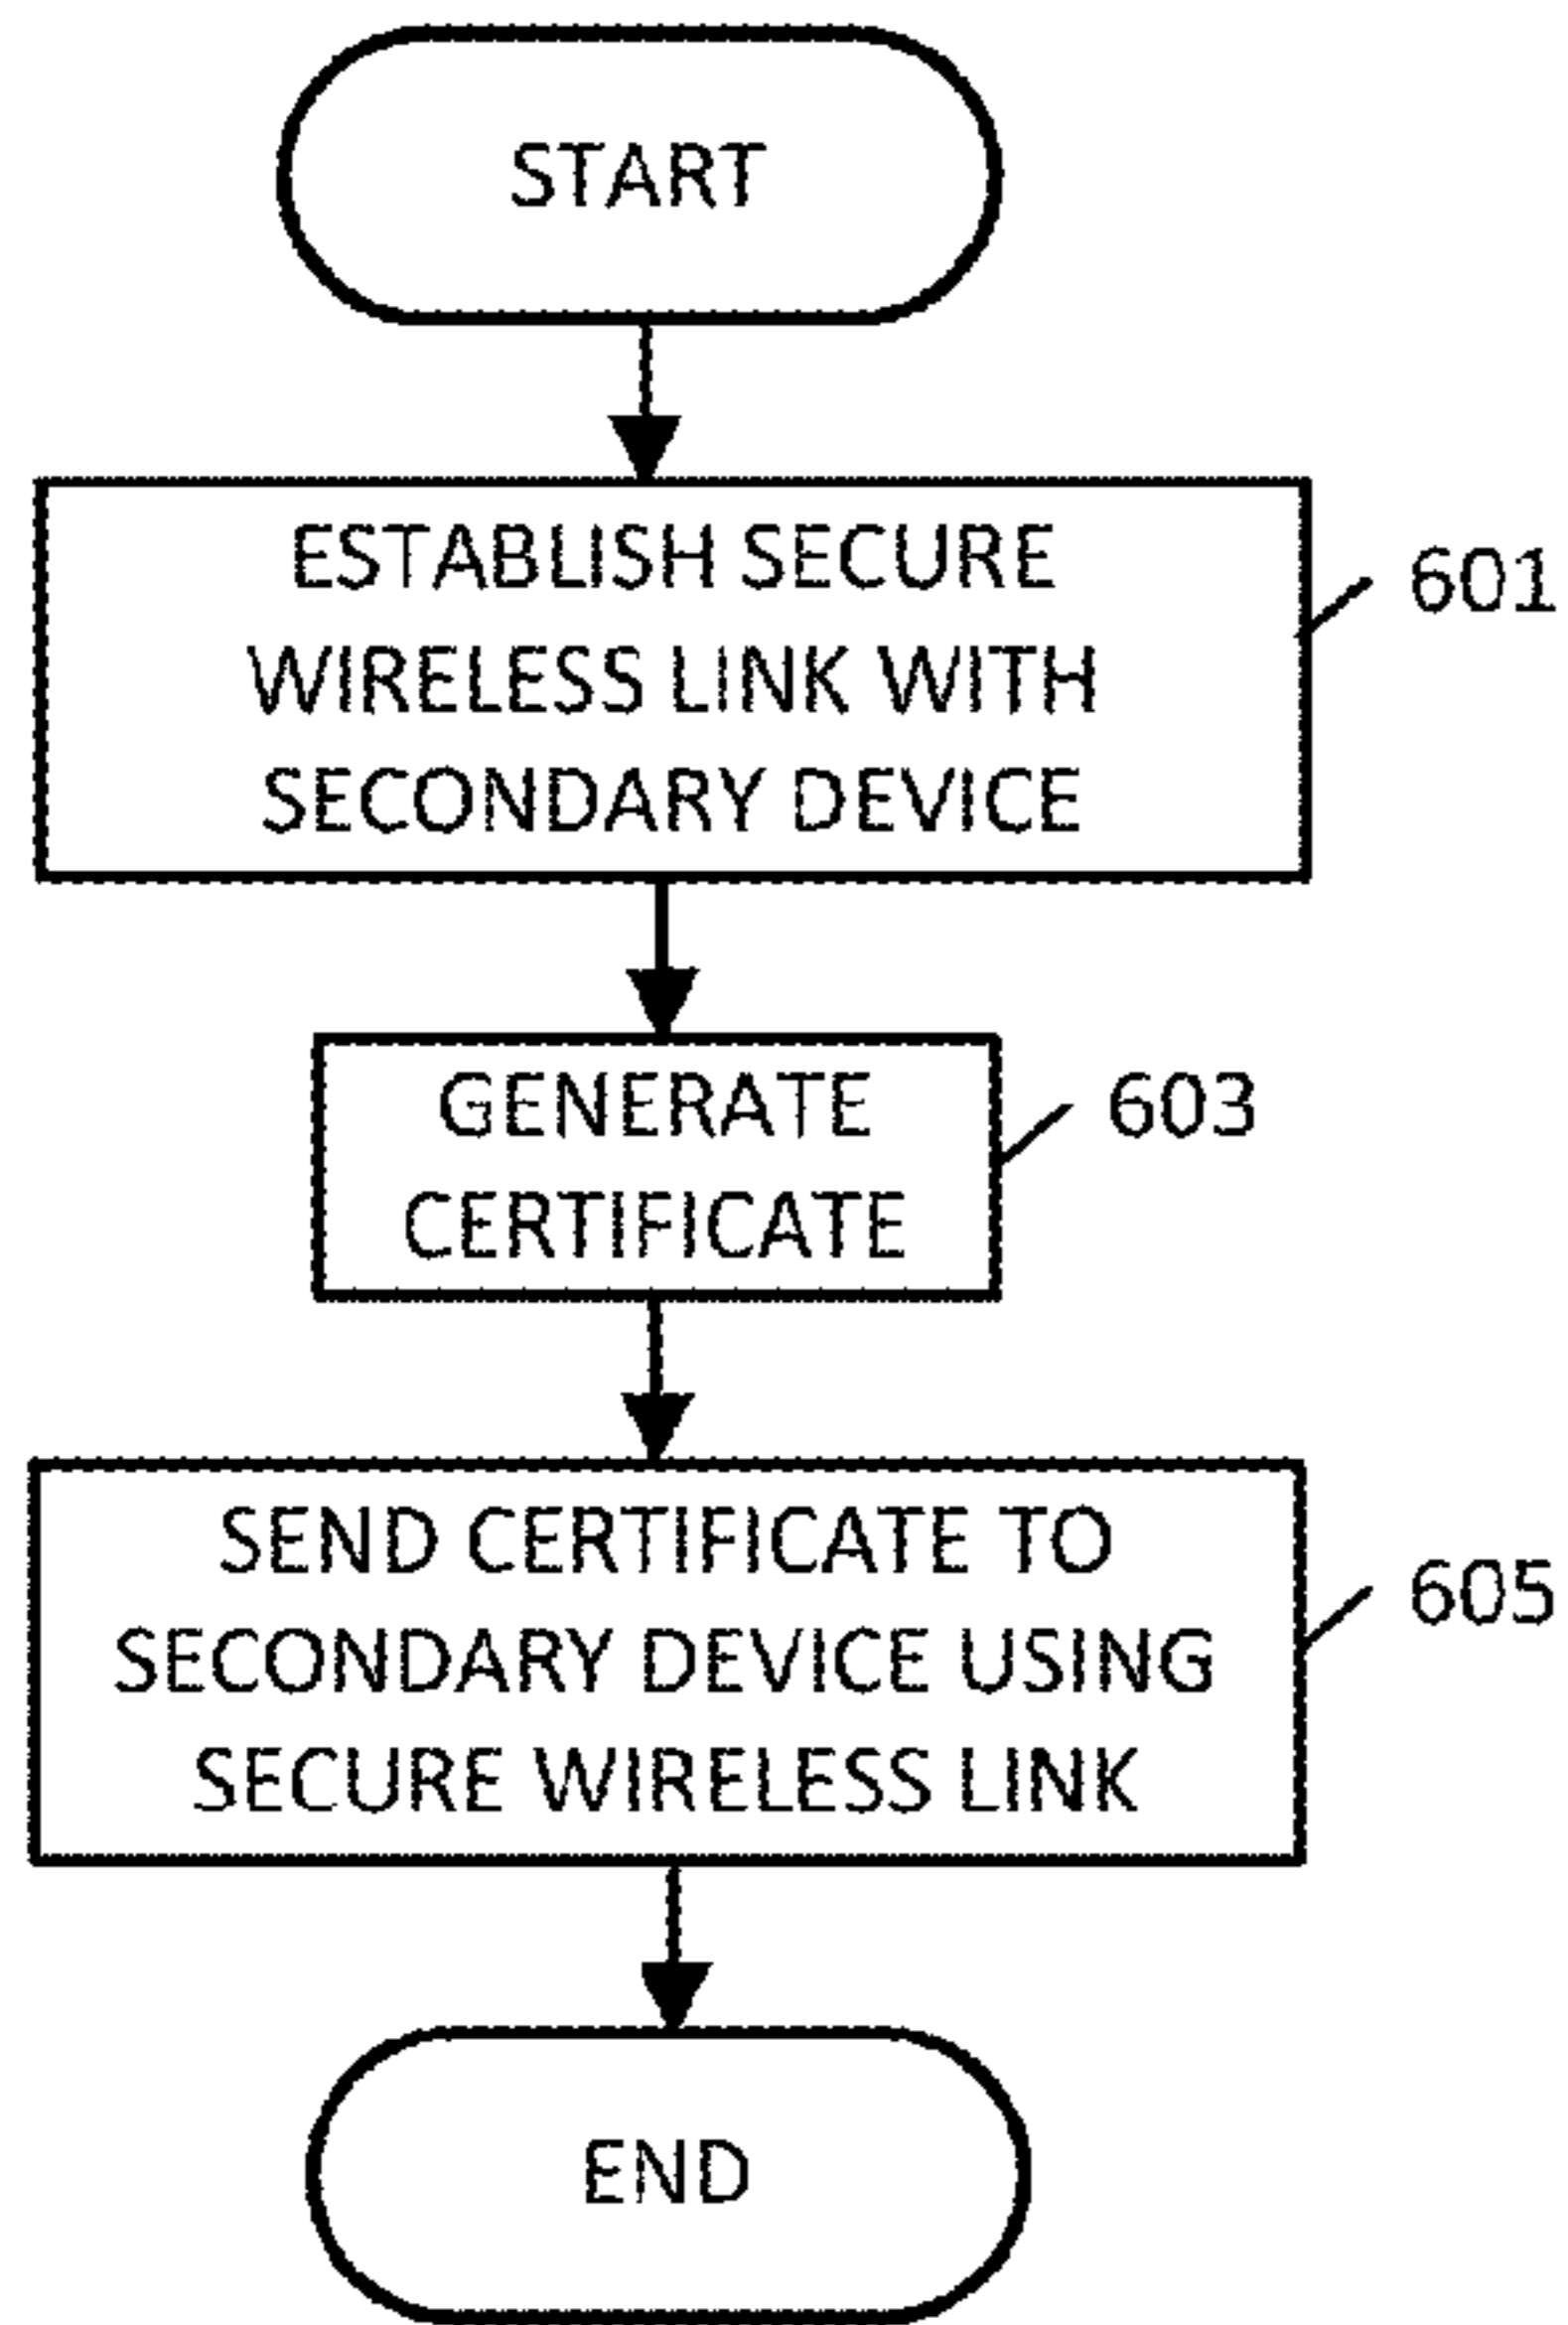 START
ESTABLISH SECURE
WIRELESS LINK WITH
SECONDARY DEVICE
601
GENERATE
CERTIFICATE
603
SEND CERTIFICATE TO
SECONDARY DEVICE USING
SECURE WIRELESS LINK
605
END